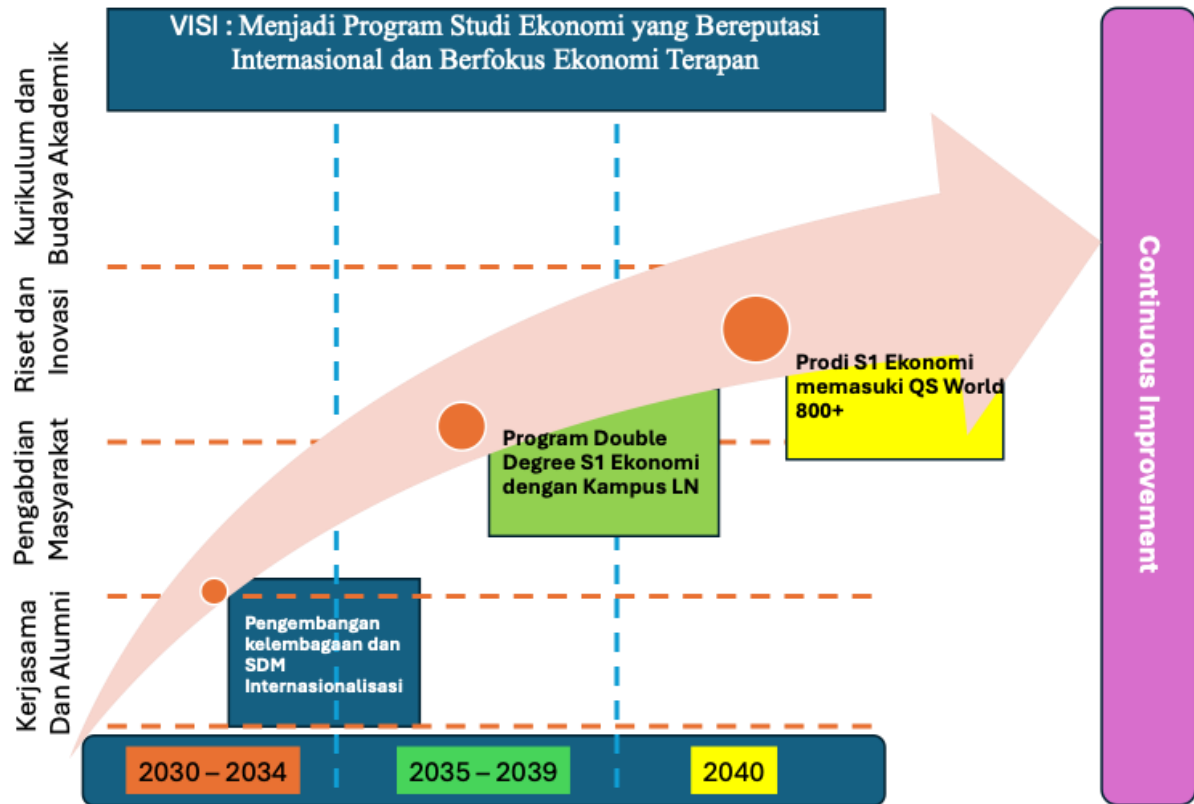 VISI : Menjadi Program Studi Ekonomi yang Bereputasi
Internasional dan Berfokus Ekonomi Terapan
Kurikulum dan
Budaya Akademik
Riset dan
Inovasi
Pengabdian
Masyarakat
Kerjasama
Dan Alumni
Prodi S1 Ekonomi
memasuki QS World
800+
Program Double
Degree S1 Ekonomi
dengan Kampus LN
Pengembangan
kelembagaan dan
SDM
Internasionalisasi
2030 – 2034
2035 – 2039
2040
Continuous Improvement